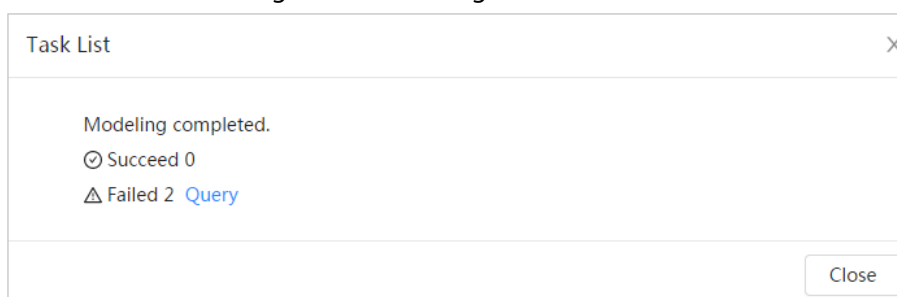 Task List
Modeling completed.
Succeed 0
Failed 2 Query
Close